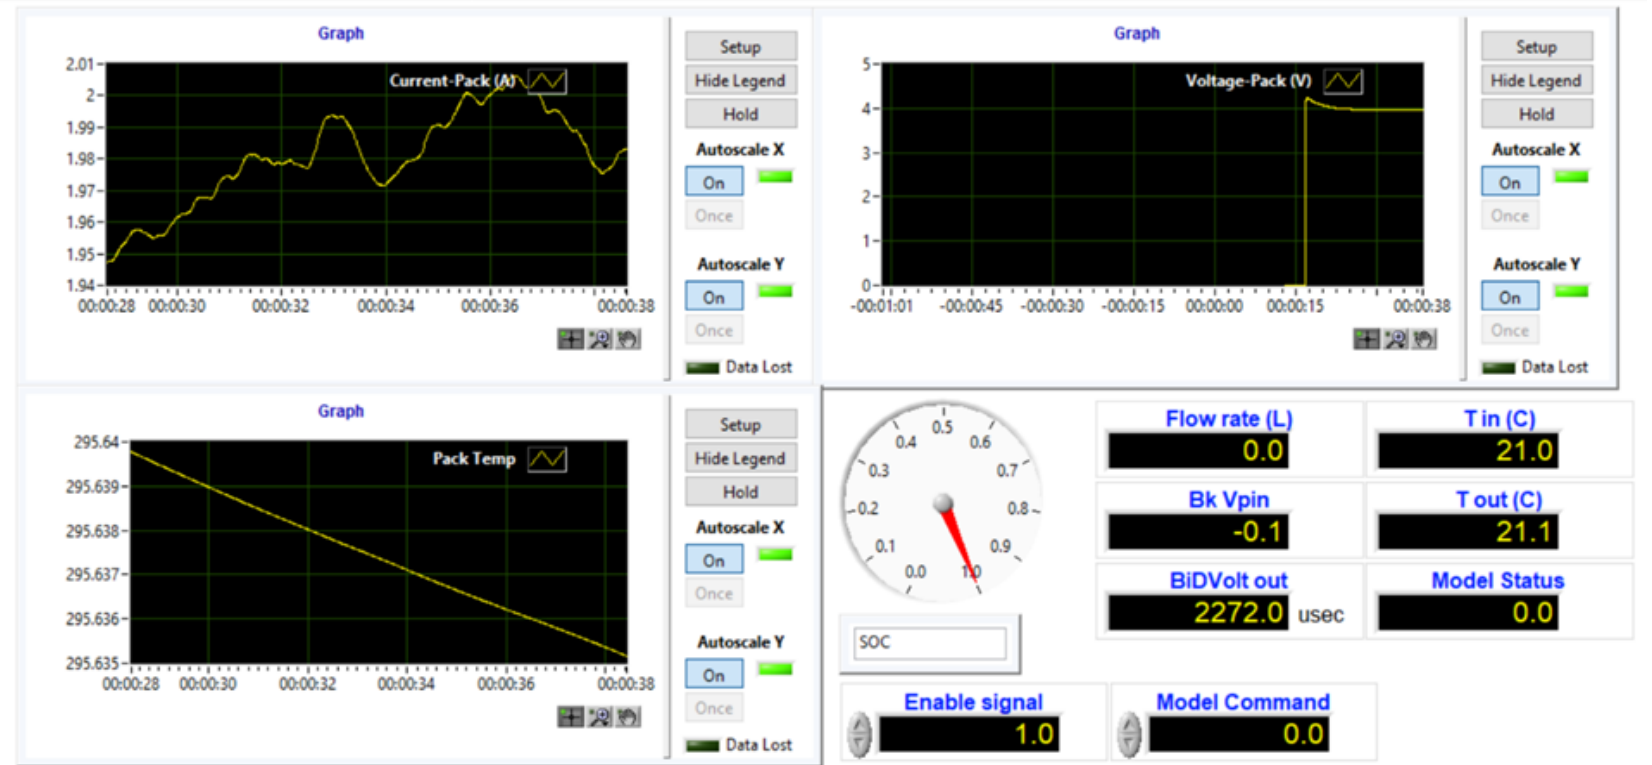 Graph
Current-Pack (A)
2.01
2
1.99
1.98
1.97
1.96
1.95
1.94
00:00:28 00:00:30 00:00:32 00:00:34 00:00:36 00:00:38
Setup
Hide Legend
Hold
Autoscale X
On
Once
Autoscale Y
On
Once
Data Lost
Graph
Voltage-Pack (V)
5
4
3
2
1
0
-00:01:01 -00:00:45 -00:00:30 -00:00:15 00:00:00 00:00:15 00:00:38
Setup
Hide Legend
Hold
Autoscale X
On
Once
Autoscale Y
On
Once
Data Lost
Graph
Pack Temp
295.64
295.639
295.638
295.637
295.636
295.635
00:00:28 00:00:30 00:00:32 00:00:34 00:00:36 00:00:38
Setup
Hide Legend
Hold
Autoscale X
On
Once
Autoscale Y
On
Once
Data Lost
0.0
0.1
0.2
0.3
0.4
0.5
0.6
0.7
0.8
0.9
1.0
SOC
Flow rate (L)
0.0
T in (C)
21.0
Bk Vpin
-0.1
T out (C)
21.1
BiDVolt out
2272.0 usec
Model Status
0.0
Enable signal
1.0
Model Command
0.0